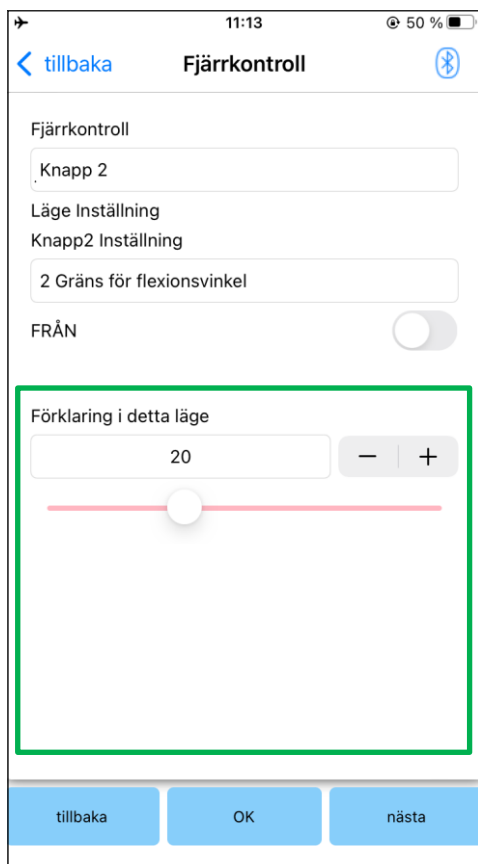 11:13
50 %
tillbaka
Fjärrkontroll
Fjärrkontroll
Knapp 2
Läge Inställning
Knapp2 Inställning
2 Gräns för flexionsvinkel
FRÅN
Förklaring i detta läge
20
− +
tillbaka
OK
nästa